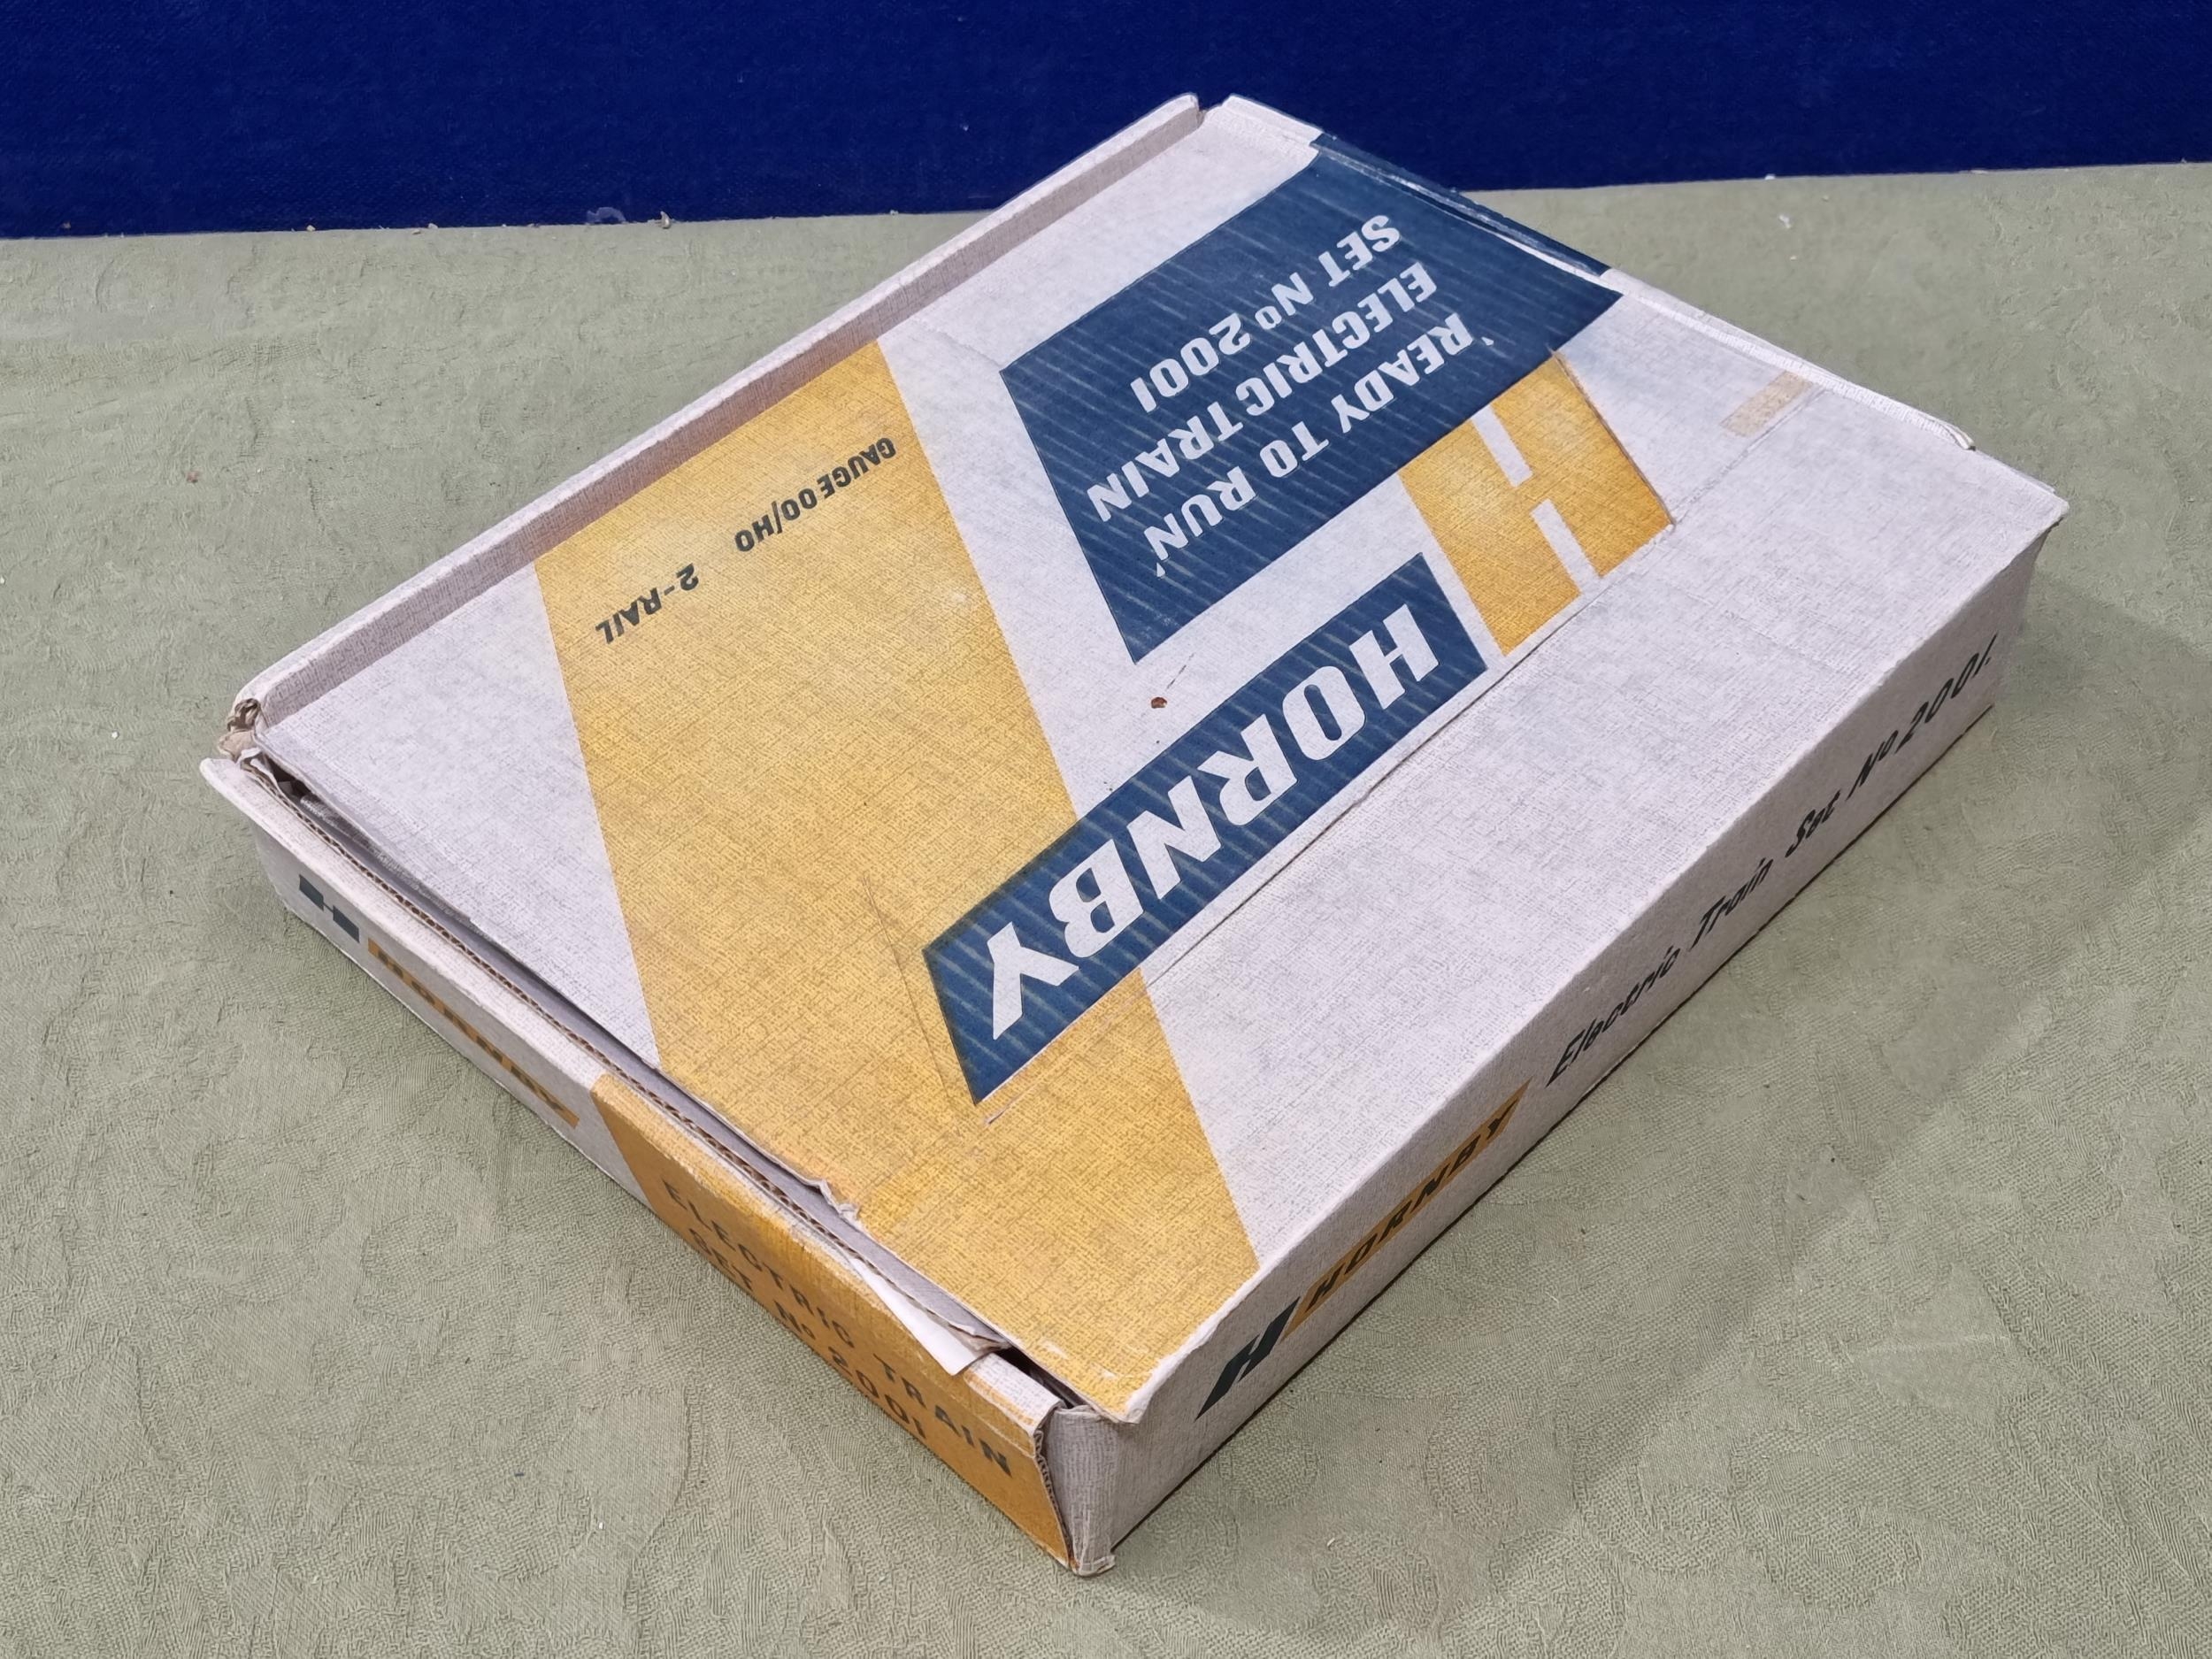 H
HORNBY
'READY TO RUN'
ELECTRIC TRAIN
SET Nº 2001
GAUGE OO/HO 2-RAIL
H HORNBY Electric Train Set Nº 2001.
H HORNBY
ELECTRIC TRAIN
SET Nº 2001